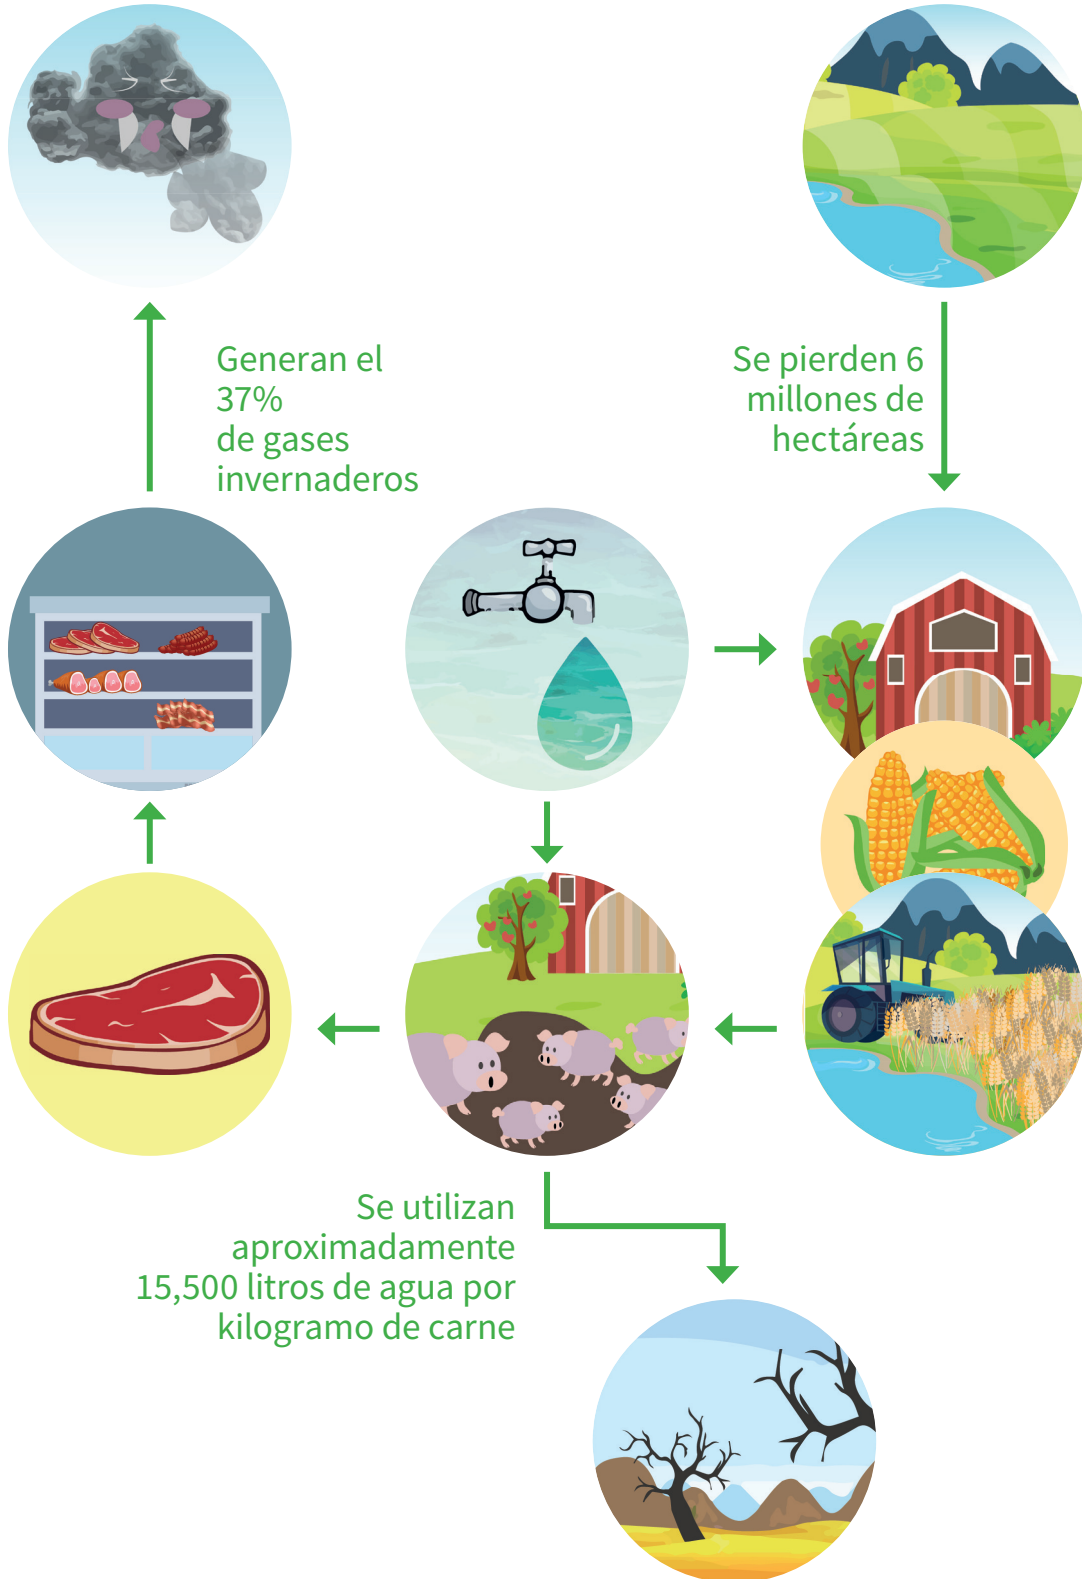 Generan el
37%
de gases
invernaderos
Se pierden 6
millones de
hectáreas
Se utilizan
aproximadamente
15,500 litros de agua por
kilogramo de carne